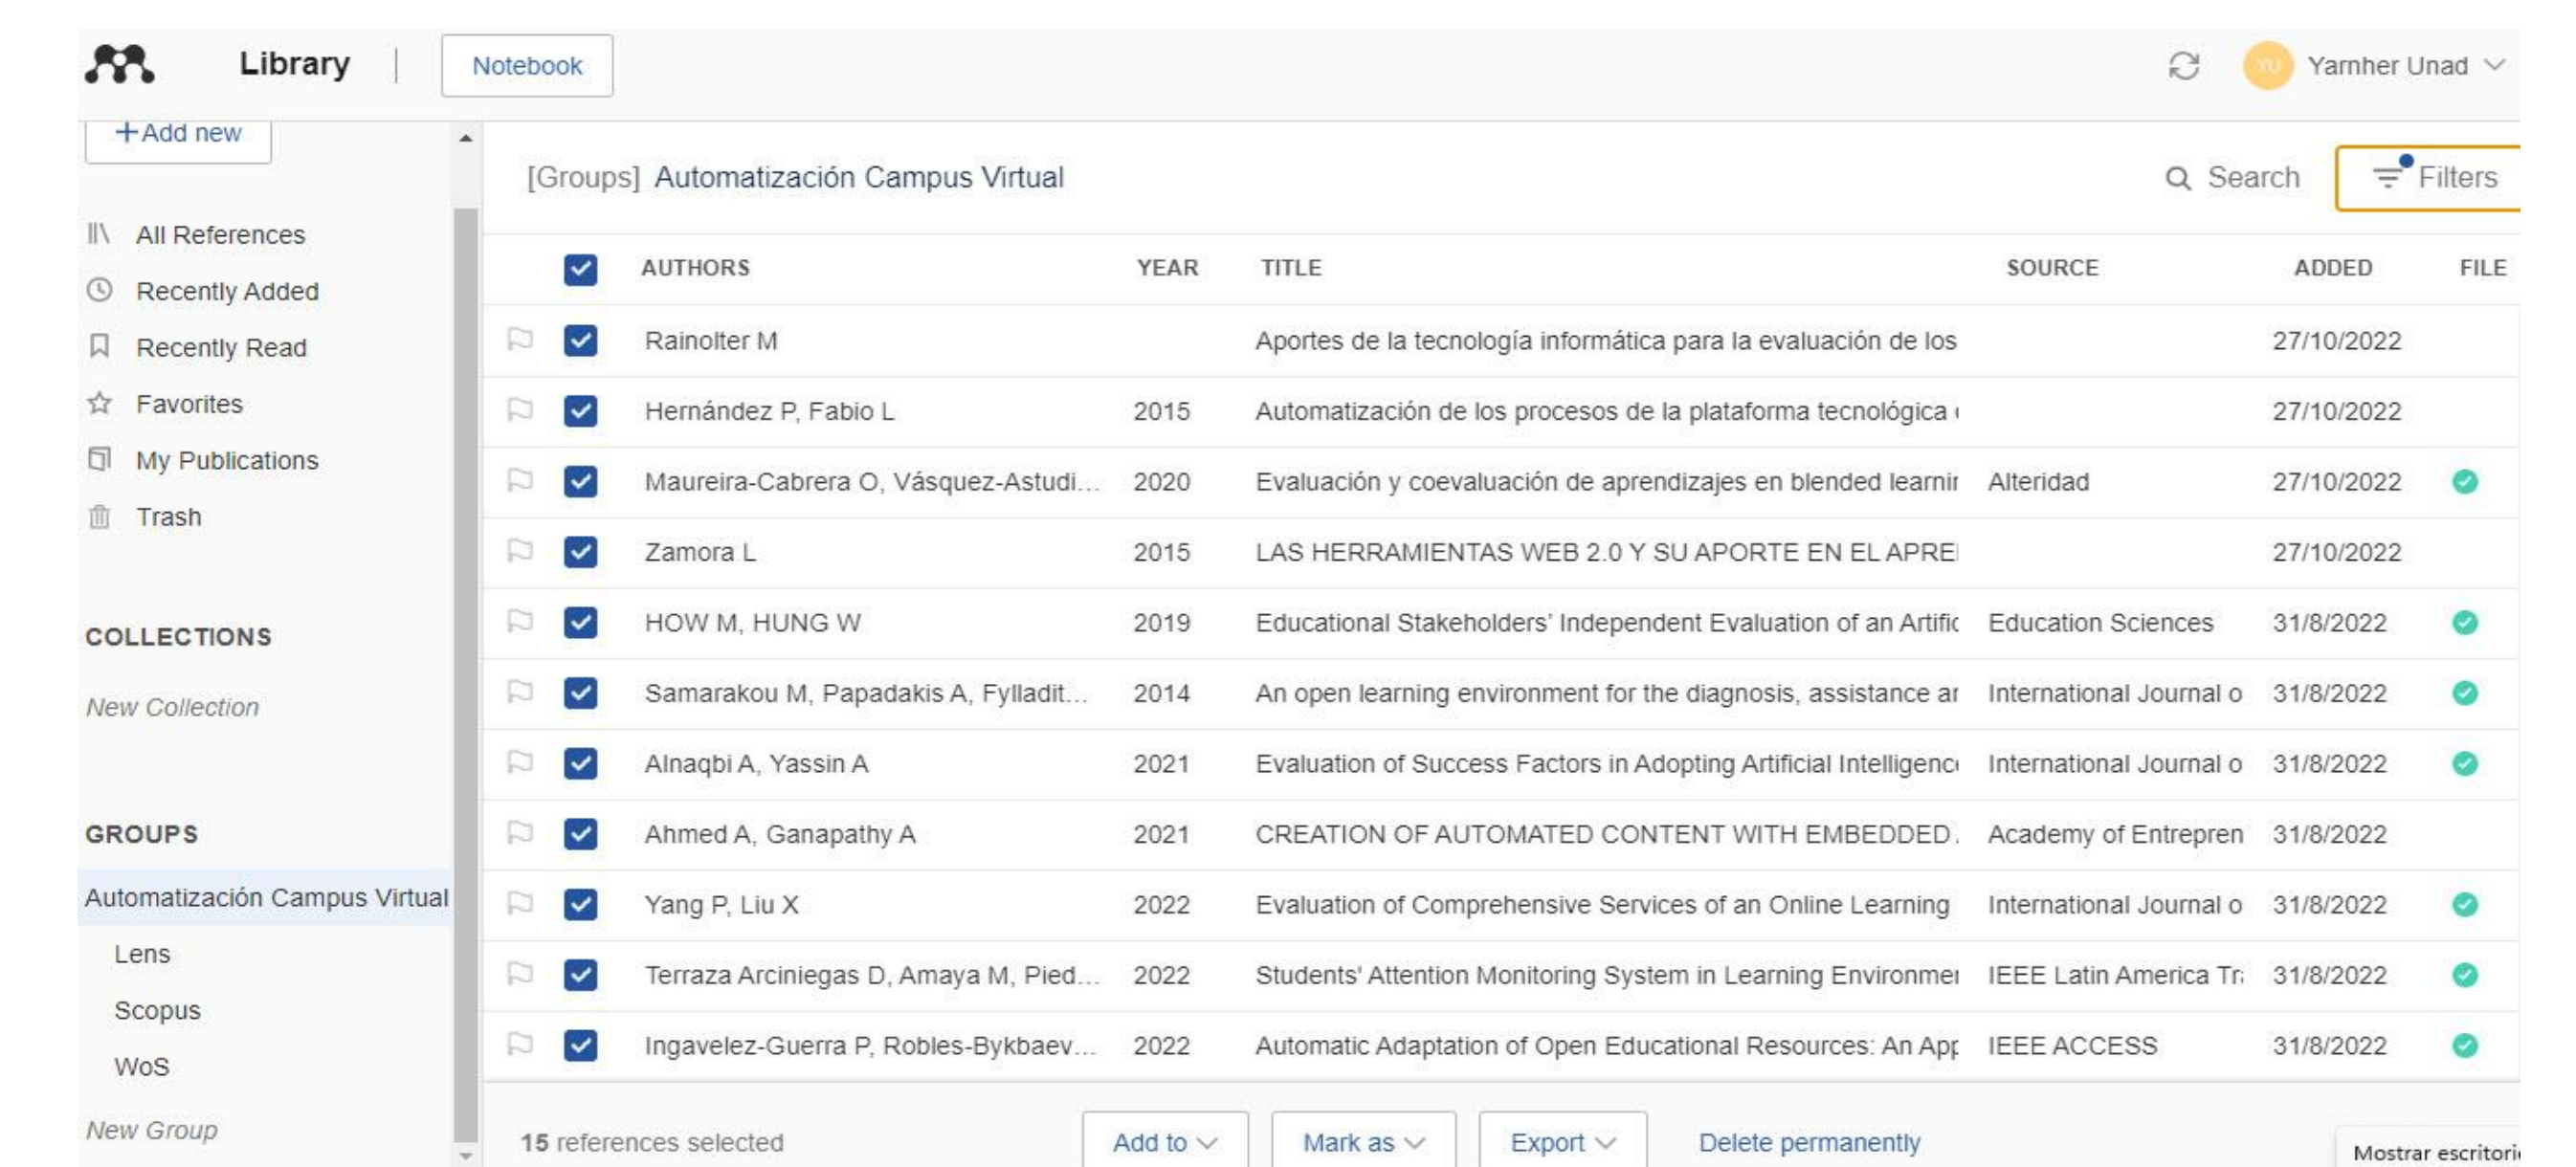 Library | Notebook
YU Yarnher Unad
+Add new
[Groups] Automatización Campus Virtual
Search
Filters
All References
Recently Added
Recently Read
Favorites
My Publications
Trash
COLLECTIONS
New Collection
GROUPS
Automatización Campus Virtual
Lens
Scopus
WoS
New Group
AUTHORS YEAR TITLE SOURCE ADDED FILE
Rainolter M Aportes de la tecnología informática para la evaluación de los 27/10/2022
Hernández P, Fabio L 2015 Automatización de los procesos de la plataforma tecnológica 27/10/2022
Maureira-Cabrera O, Vásquez-Astudi... 2020 Evaluación y coevaluación de aprendizajes en blended learnin Alteridad 27/10/2022
Zamora L 2015 LAS HERRAMIENTAS WEB 2.0 Y SU APORTE EN EL APRE 27/10/2022
HOW M, HUNG W 2019 Educational Stakeholders' Independent Evaluation of an Artific Education Sciences 31/8/2022
Samarakou M, Papadakis A, Fylladit... 2014 An open learning environment for the diagnosis, assistance an International Journal o 31/8/2022
Alnaqbi A, Yassin A 2021 Evaluation of Success Factors in Adopting Artificial Intelligenc International Journal o 31/8/2022
Ahmed A, Ganapathy A 2021 CREATION OF AUTOMATED CONTENT WITH EMBEDDED Academy of Entrepren 31/8/2022
Yang P, Liu X 2022 Evaluation of Comprehensive Services of an Online Learning International Journal o 31/8/2022
Terraza Arciniegas D, Amaya M, Pied... 2022 Students' Attention Monitoring System in Learning Environmen IEEE Latin America Tr 31/8/2022
Ingavelez-Guerra P, Robles-Bykbaev... 2022 Automatic Adaptation of Open Educational Resources: An App IEEE ACCESS 31/8/2022
15 references selected
Add to
Mark as
Export
Delete permanently
Mostrar escritori